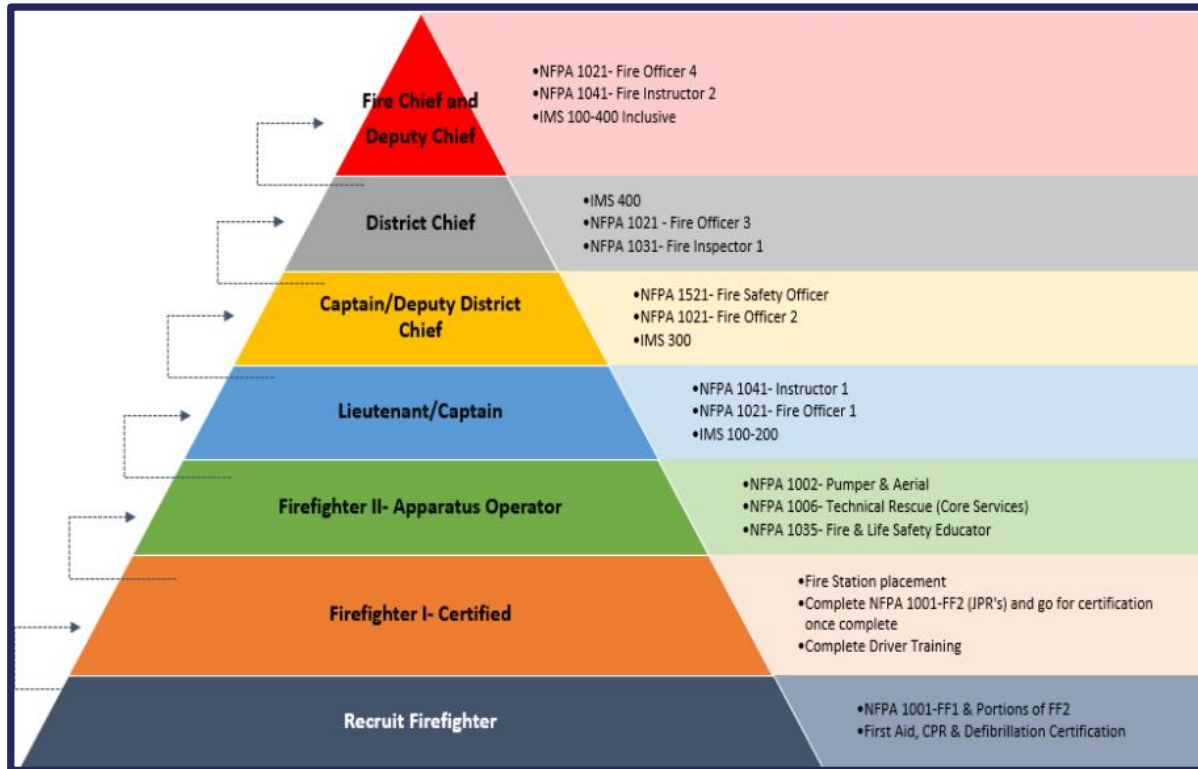 Fire Chief and
Deputy Chief
•NFPA 1021- Fire Officer 4
•NFPA 1041- Fire Instructor 2
•IMS 100-400 Inclusive
District Chief
•IMS 400
•NFPA 1021 - Fire Officer 3
•NFPA 1031- Fire Inspector 1
Captain/Deputy District
Chief
•NFPA 1521- Fire Safety Officer
•NFPA 1021- Fire Officer 2
•IMS 300
Lieutenant/Captain
•NFPA 1041- Instructor 1
•NFPA 1021- Fire Officer 1
•IMS 100-200
Firefighter II- Apparatus Operator
•NFPA 1002- Pumper & Aerial
•NFPA 1006- Technical Rescue (Core Services)
•NFPA 1035- Fire & Life Safety Educator
Firefighter I- Certified
•Fire Station placement
•Complete NFPA 1001-FF2 (JPR's) and go for certification
once complete
•Complete Driver Training
Recruit Firefighter
•NFPA 1001-FF1 & Portions of FF2
•First Aid, CPR & Defibrillation Certification